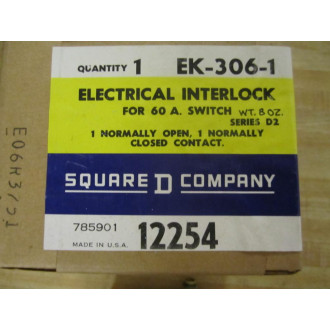 QUANTITY 1 EK-306-1
ELECTRICAL INTERLOCK
FOR 60 A. SWITCH WT. 8 OZ.
SERIES D2
1 NORMALLY OPEN, 1 NORMALLY
CLOSED CONTACT.
SQUARE D COMPANY
785901
MADE IN U.S.A.
12254